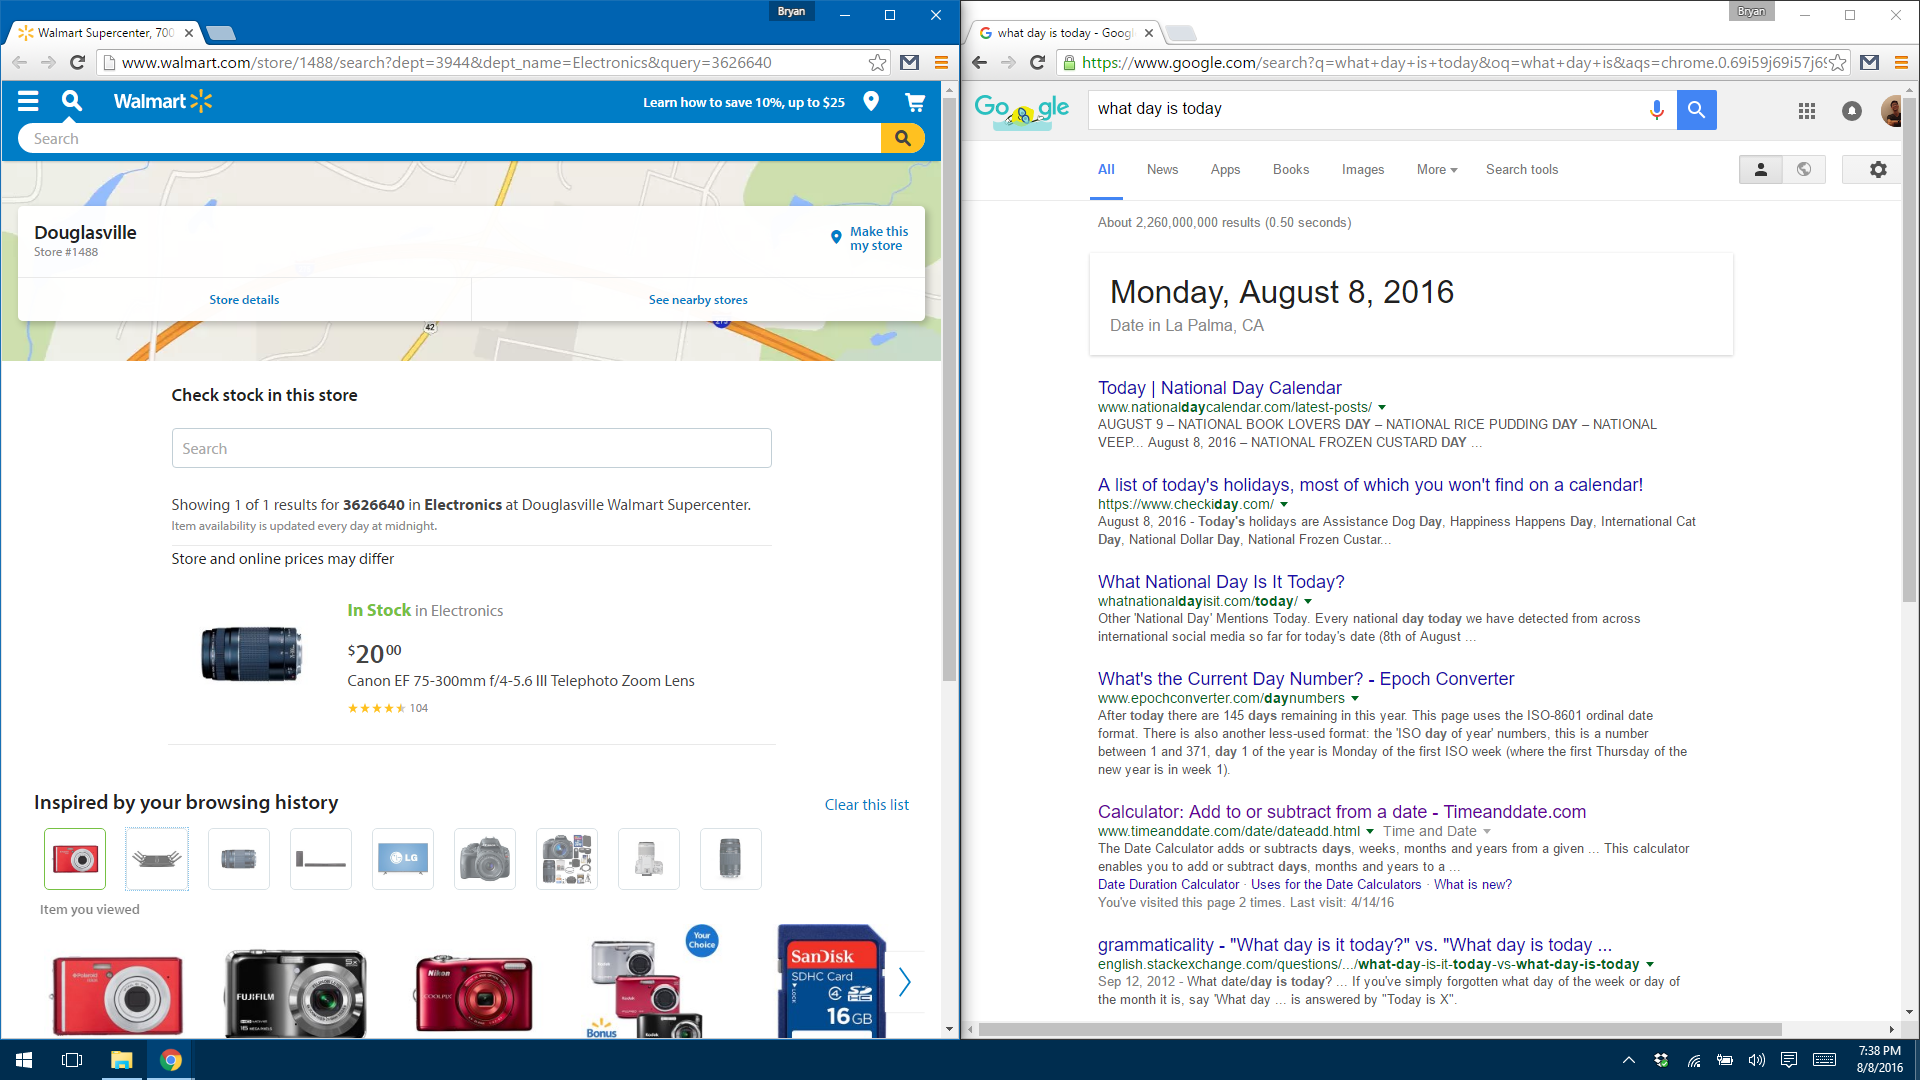 Bryan
Walmart Supercenter, 700
www.walmart.com/store/1488/search?dept=3944&dept_name=Electronics&query=3626640
Walmart
Learn how to save 10%, up to $25
Search
Douglasville
Store #1488
Make this
my store
Store details
See nearby stores
42
Check stock in this store
Search
Showing 1 of 1 results for 3626640 in Electronics at Douglasville Walmart Supercenter.
Item availability is updated every day at midnight.
Store and online prices may differ
In Stock in Electronics
$20 00
Canon EF 75-300mm f/4-5.6 III Telephoto Zoom Lens
104
Inspired by your browsing history
Clear this list
LG
Item you viewed
Your
Choice
Polaroid
FUJIFILM
5x
16 MEGA PIXELS
Nikon
COOLPIX
Kodak
Bonus
SanDisk
SDHC Card
LOCK
4
16GB
Bryan
what day is today - Googl
https://www.google.com/search?q=what+day+is+today&oq=what+day+is&aqs=chrome.0.69i59j69i57j69
Google
what day is today
All
News
Apps
Books
Images
More
Search tools
About 2,260,000,000 results (0.50 seconds)
Monday, August 8, 2016
Date in La Palma, CA
Today | National Day Calendar
www.nationaldaycalendar.com/latest-posts/
AUGUST 9 – NATIONAL BOOK LOVERS DAY – NATIONAL RICE PUDDING DAY – NATIONAL
VEEP... August 8, 2016 – NATIONAL FROZEN CUSTARD DAY ...
A list of today's holidays, most of which you won't find on a calendar!
https://www.checkiday.com/
August 8, 2016 - Today's holidays are Assistance Dog Day, Happiness Happens Day, International Cat
Day, National Dollar Day, National Frozen Custar...
What National Day Is It Today?
whatnationaldayisit.com/today/
Other 'National Day' Mentions Today. Every national day today we have detected from across
international social media so far for today's date (8th of August ...
What's the Current Day Number? - Epoch Converter
www.epochconverter.com/daynumbers
After today there are 145 days remaining in this year. This page uses the ISO-8601 ordinal date
format. There is also another less-used format: the 'ISO day of year' numbers, this is a number
between 1 and 371, day 1 of the year is Monday of the first ISO week (where the first Thursday of the
new year is in week 1).
Calculator: Add to or subtract from a date - Timeanddate.com
www.timeanddate.com/date/dateadd.html Time and Date
The Date Calculator adds or subtracts days, weeks, months and years from a given ... This calculator
enables you to add or subtract days, months and years to a ...
Date Duration Calculator · Uses for the Date Calculators · What is new?
You've visited this page 2 times. Last visit: 4/14/16
grammaticality - "What day is it today?" vs. "What day is today ...
english.stackexchange.com/questions/.../what-day-is-it-today-vs-what-day-is-today
Sep 12, 2012 - What date/day is today? ... If you've simply forgotten what day of the week or day of
the month it is, say 'What day ... is answered by "Today is X".
7:38 PM
8/8/2016